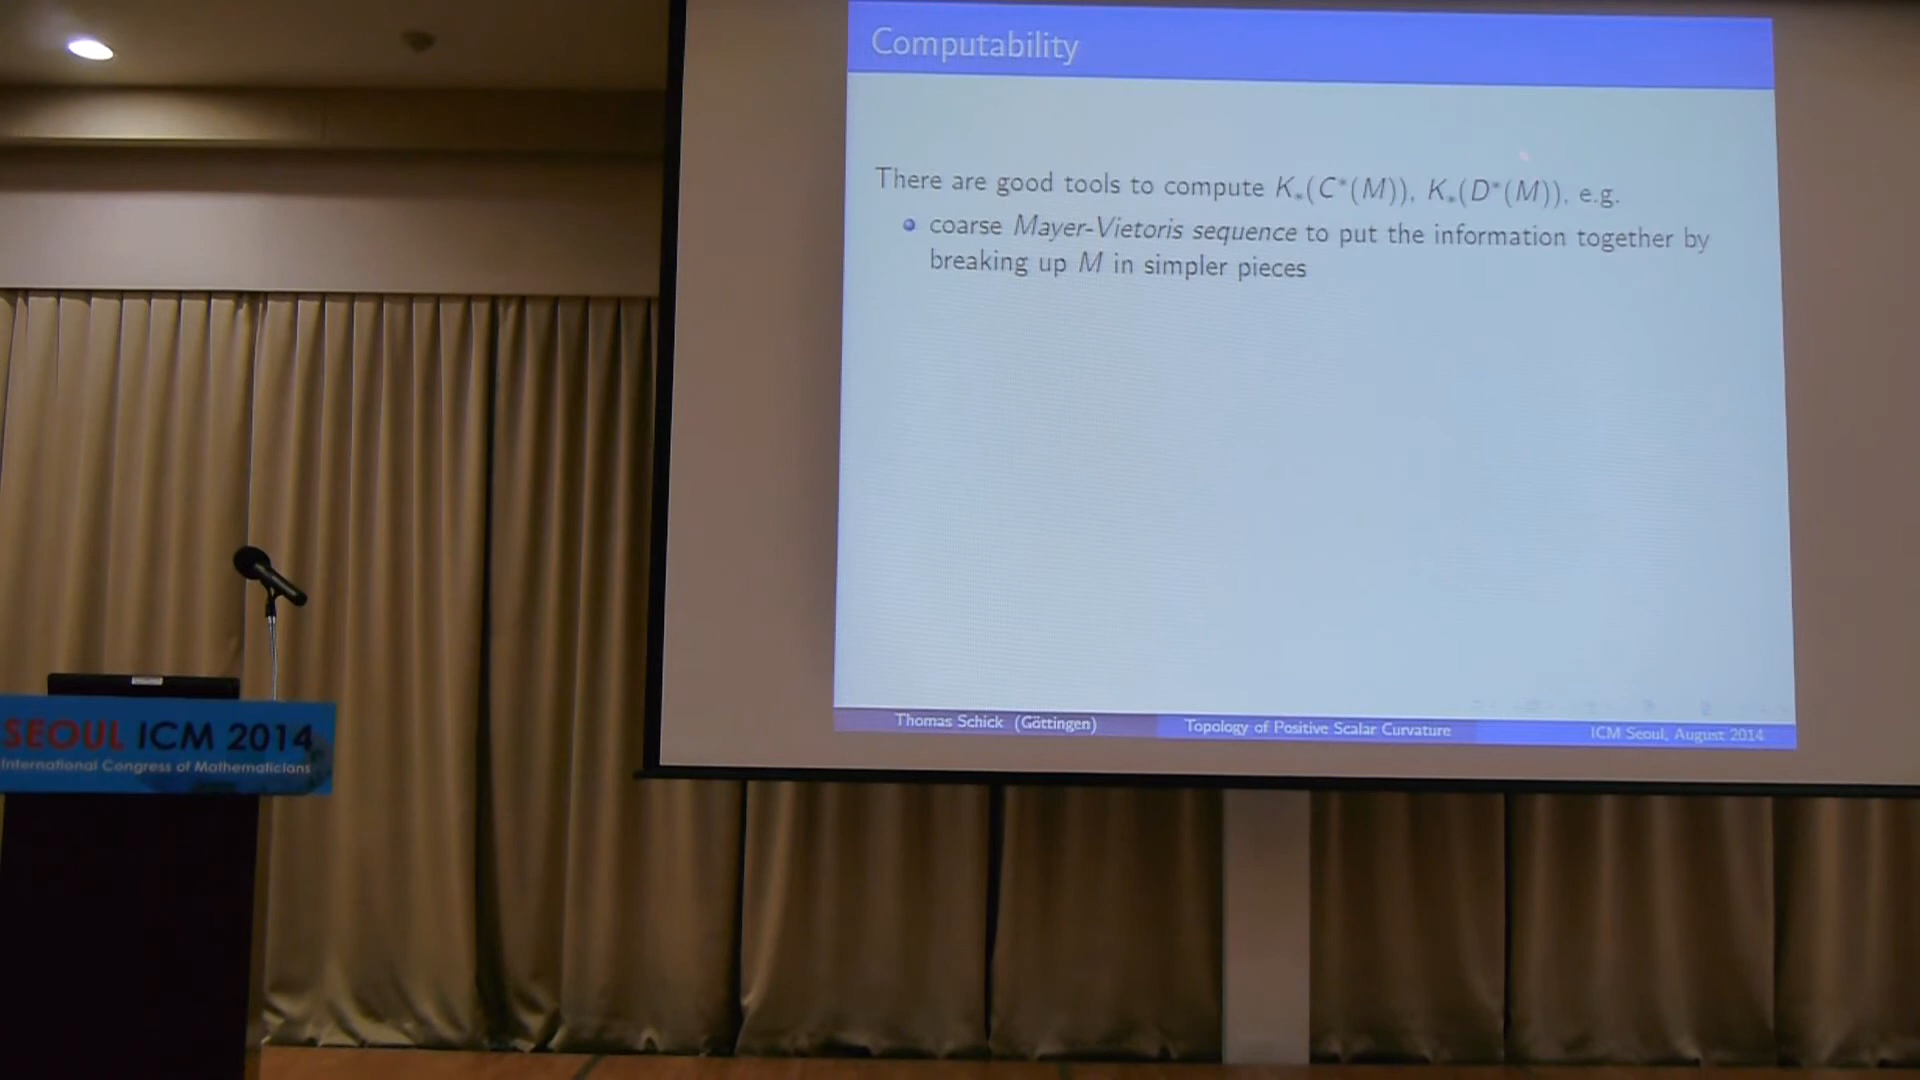 Computability
There are good tools to compute K*(C*(M)), K*(D*(M)), e.g.
coarse Mayer-Vietoris sequence to put the information together by
breaking up M in simpler pieces
Thomas Schick (Göttingen) Topology of Positive Scalar Curvature ICM Seoul, August 2014
SEOUL ICM 2014
International Congress of Mathematicians